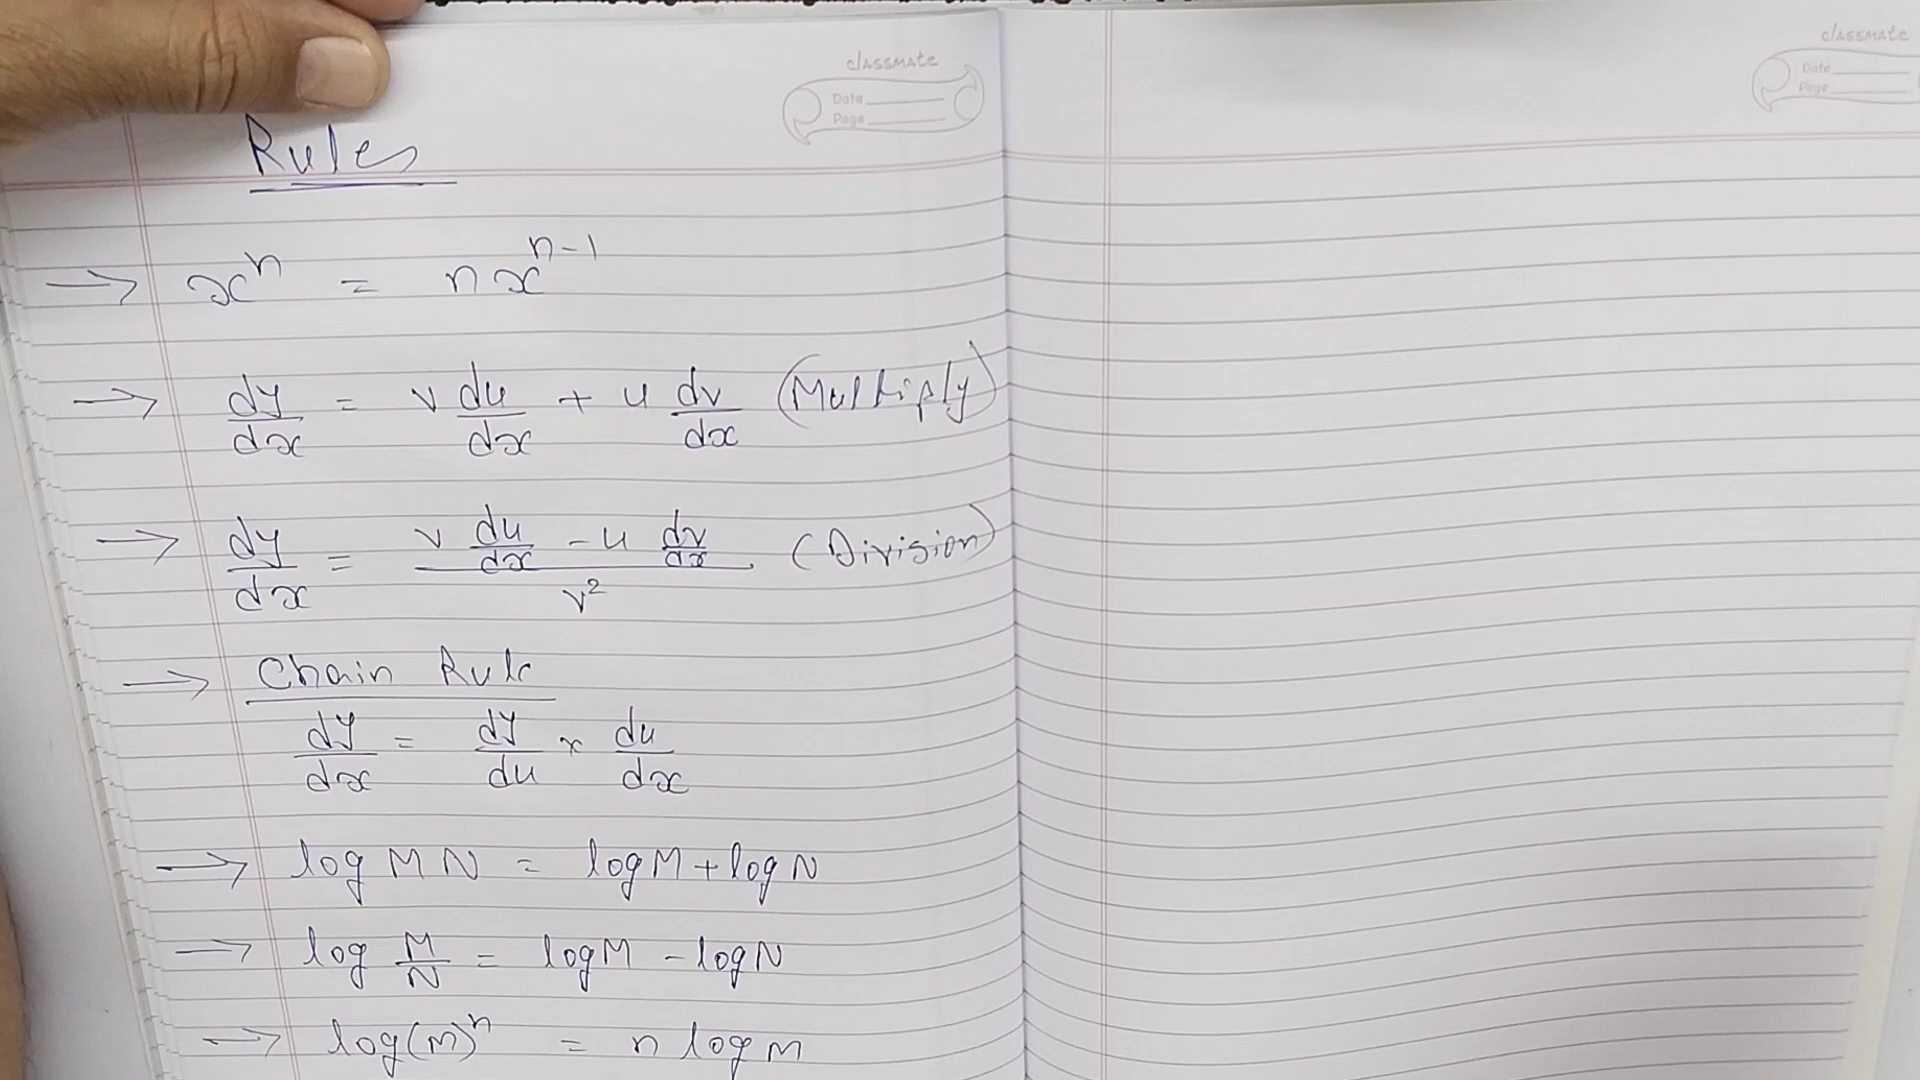 classmate
Date
Page
classmate
Date
Page
Rules
→ x^n = nx^(n-1)
→ dy/dx = v du/dx + u dv/dx (Multiply)
→ dy/dx = (v du/dx - u dv/dx) / v² (Division)
→ Chain Rule
dy/dx = dy/du × du/dx
→ log MN = log M + log N
→ log M/N = log M - log N
→ log(m)^n = n log m